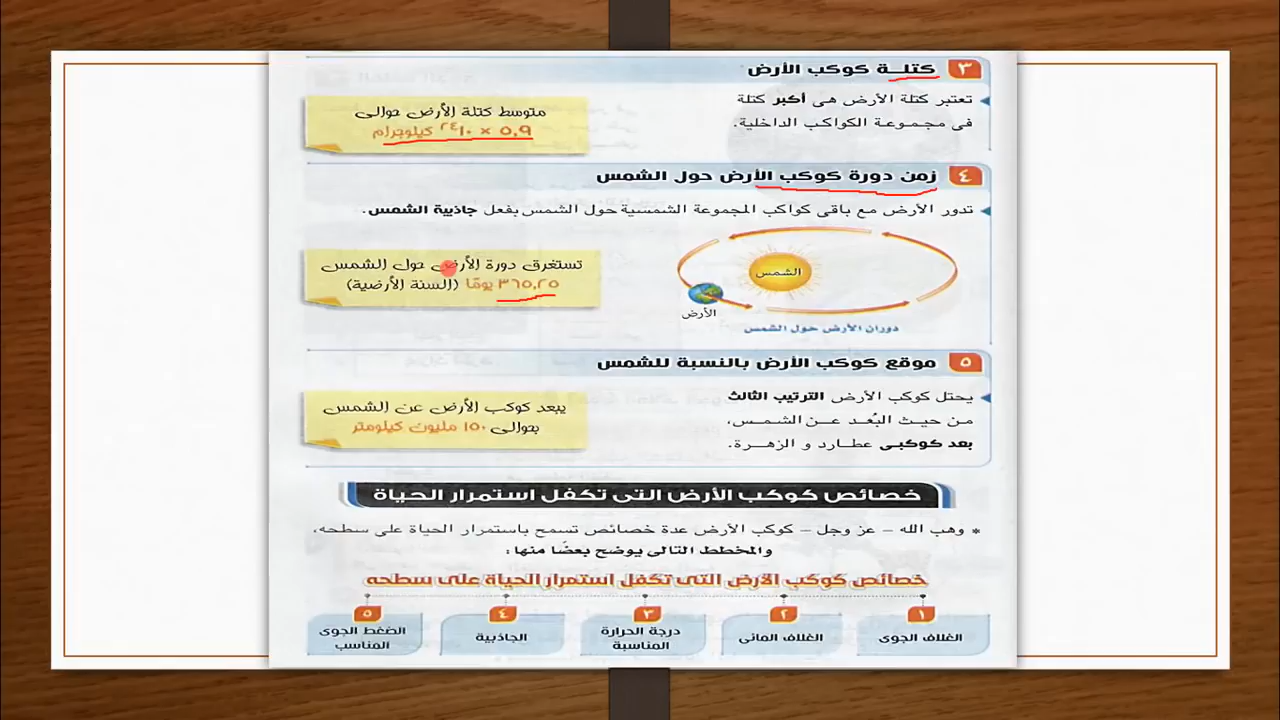 ٣ كتلـة كوكب الأرض
تعتبر كتلة الأرض هى أكبر كتلة
فى مجموعة الكواكب الداخلية.
متوسط كتلة الأرض حوالى
٥,٩ × ١٠٢٤ كيلوجرام
٤ زمن دورة كوكب الأرض حول الشمس
تدور الأرض مع باقى كواكب المجموعة الشمسية حول الشمس بفعل جاذبية الشمس.
الشمس
الأرض
دوران الأرض حول الشمس
تستغرق دورة الأرض حول الشمس
٣٦٥,٢٥ يومًا (السنة الأرضية)
٥ موقع كوكب الأرض بالنسبة للشمس
يحتل كوكب الأرض الترتيب الثالث
من حيث البُعد عن الشمس،
بعد كوكبى عطارد و الزهرة.
يبعد كوكب الأرض عن الشمس
بحوالى ١٥٠ مليون كيلومتر
خصائص كوكب الأرض التى تكفل استمرار الحياة
* وهب الله – عز وجل – كوكب الأرض عدة خصائص تسمح باستمرار الحياة على سطحه،
والمخطط التالى يوضح بعضًا منها :
خصائص كوكب الأرض التى تكفل استمرار الحياة على سطحه
١ ٢ ٣ ٤ ٥
الغلاف الجوى
الغلاف المائى
درجة الحرارة
المناسبة
الجاذبية
الضغط الجوى
المناسب